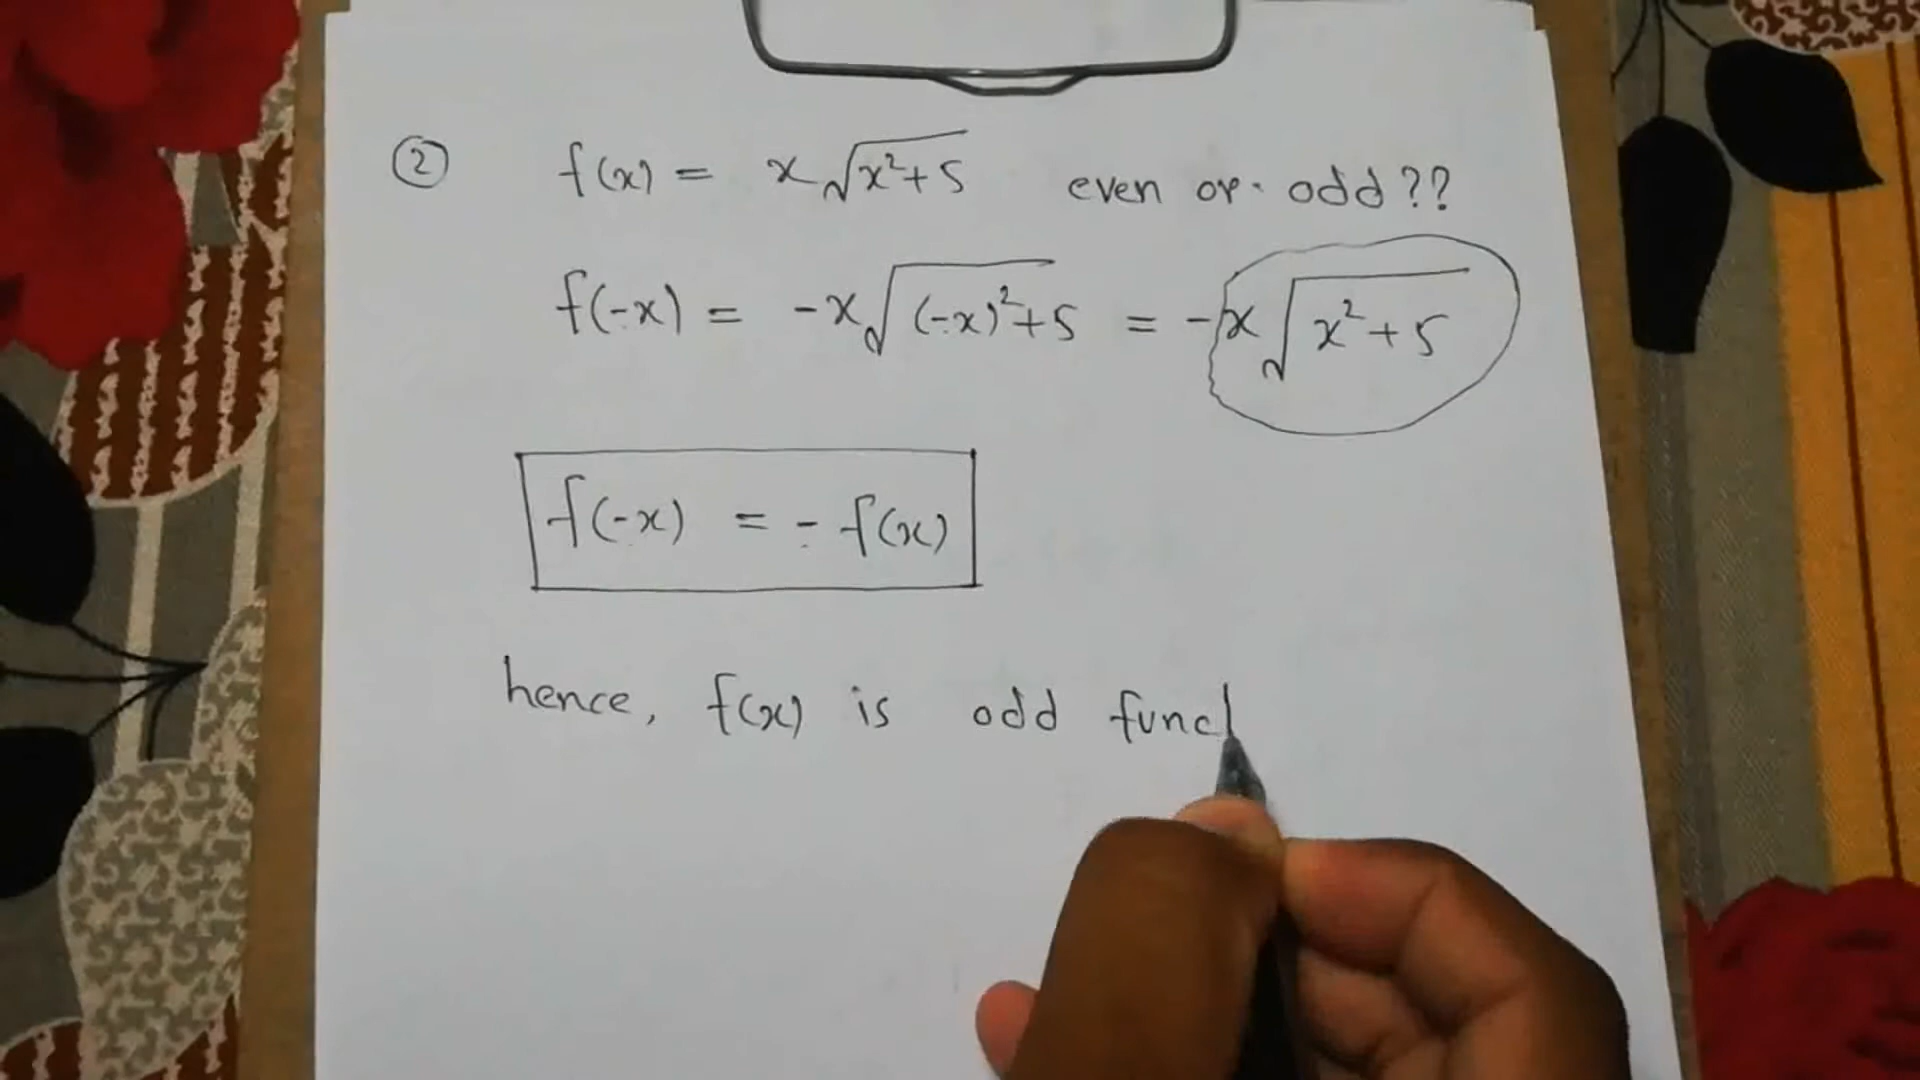 ② f(x) = x√(x²+5) even or odd??
f(-x) = -x√((-x)²+5) = -x√(x²+5)
f(-x) = - f(x)
hence, f(x) is odd func